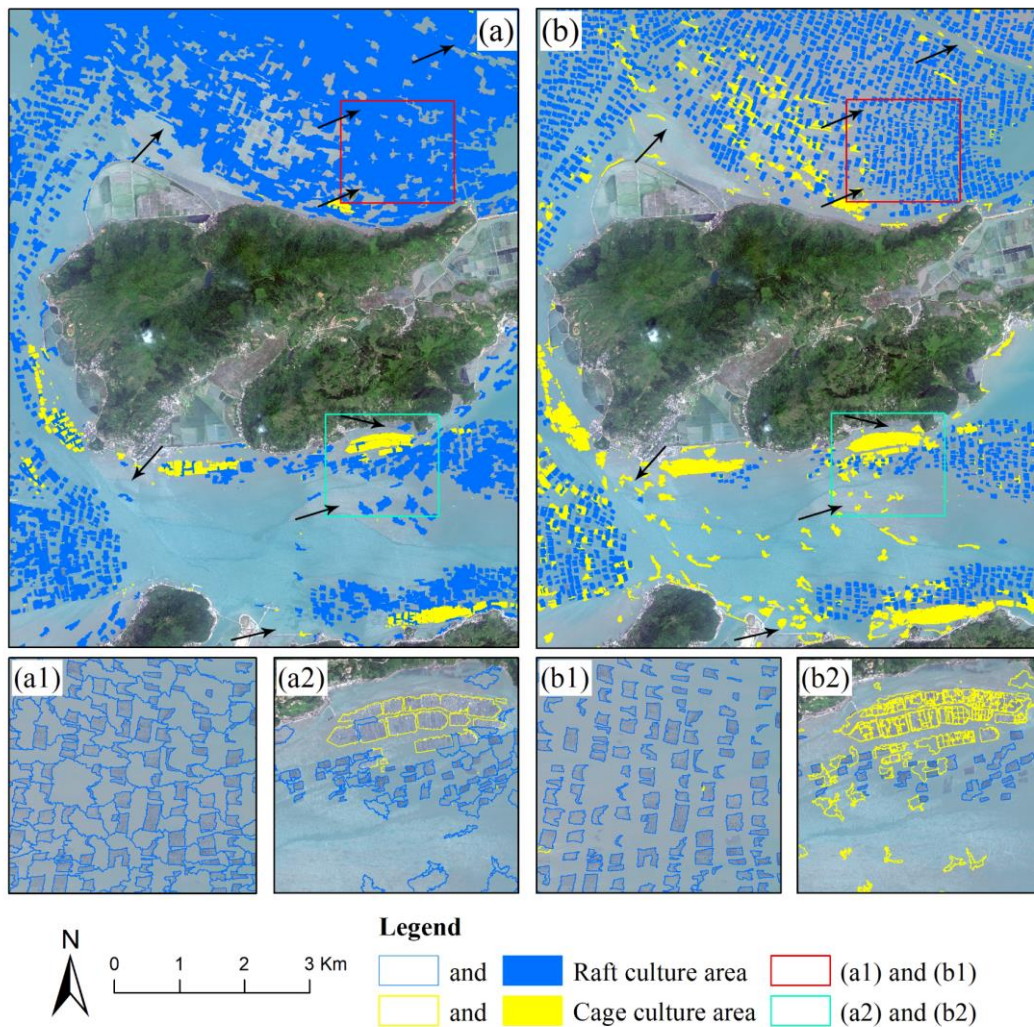 (a)
(b)
(a1)
(a2)
(b1)
(b2)
Legend
N
0 1 2 3 Km
and Raft culture area (a1) and (b1)
and Cage culture area (a2) and (b2)